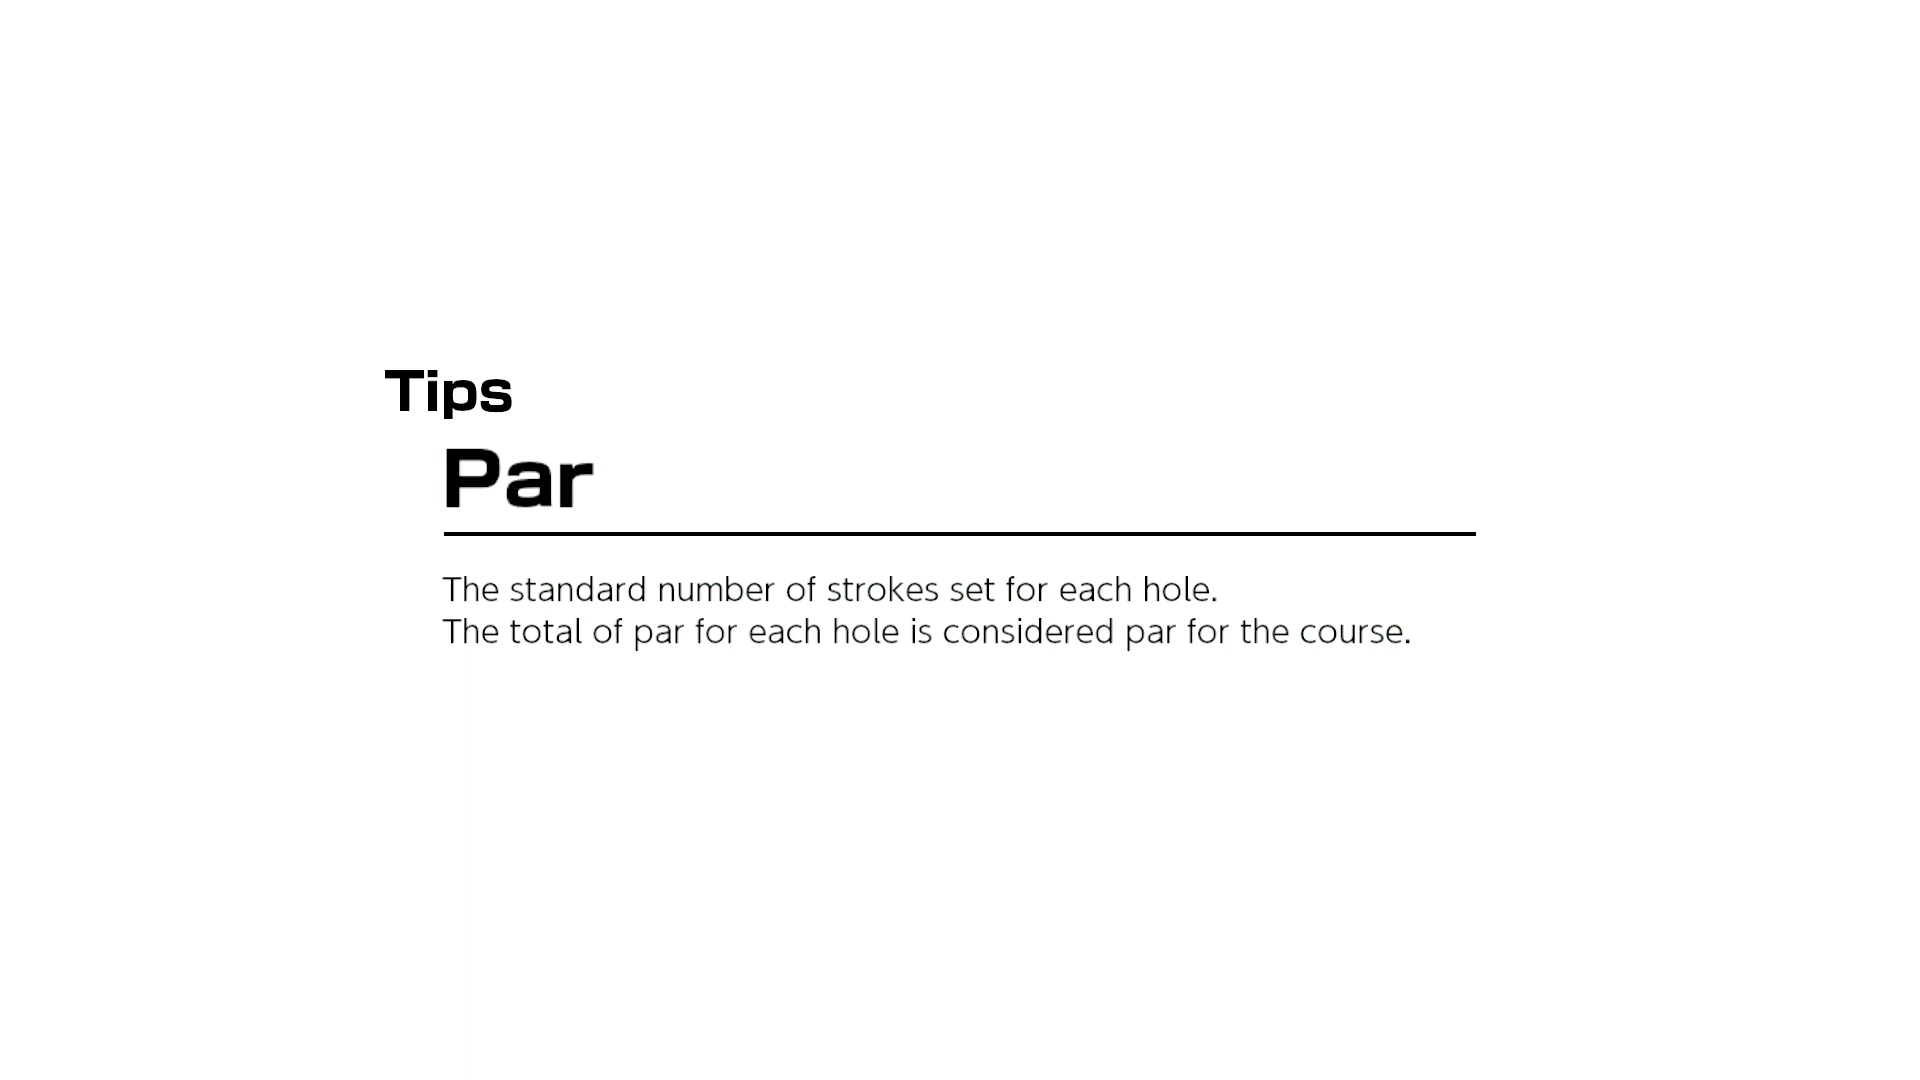 Tips
Par
The standard number of strokes set for each hole.
The total of par for each hole is considered par for the course.